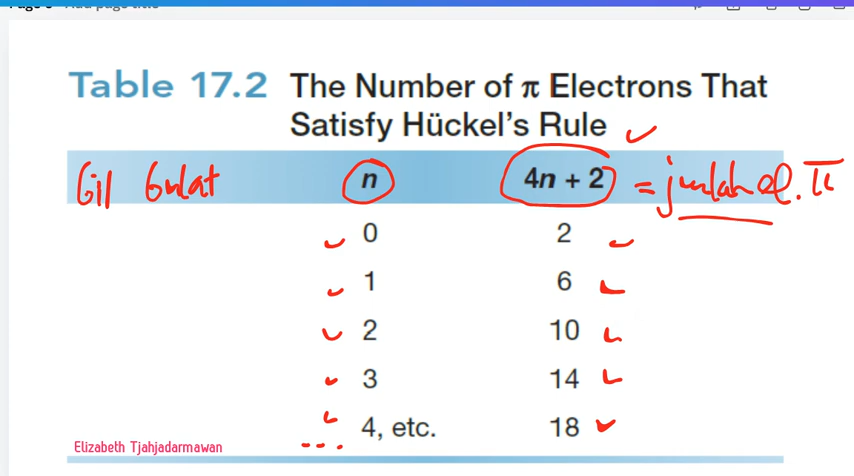 Table 17.2 The Number of π Electrons That
Satisfy Hückel's Rule
Bil bulat n 4n + 2 = jumlah el. π
0 2
1 6
2 10
3 14
4, etc. 18
Elizabeth Tjahjadarmawan